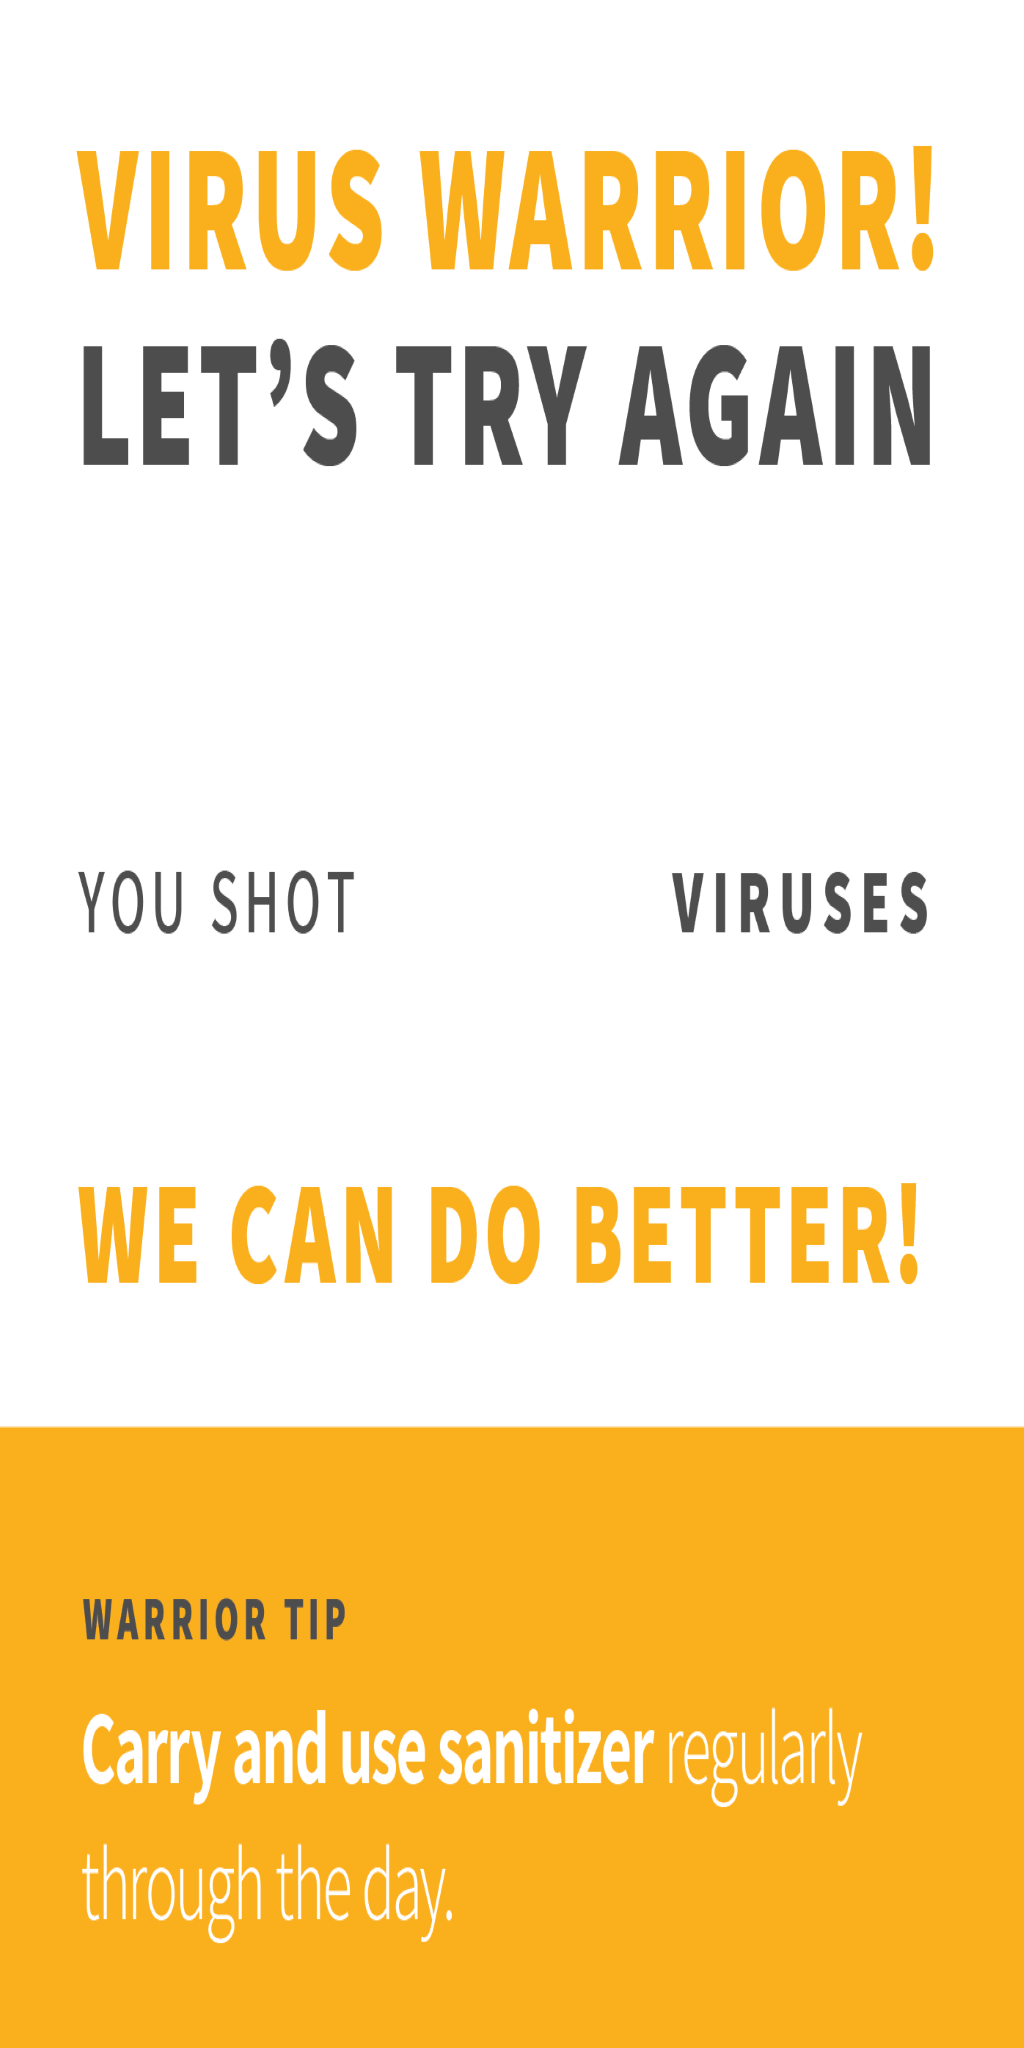 VIRUS WARRIOR!
LET’S TRY AGAIN
YOU SHOT VIRUSES
WE CAN DO BETTER!
WARRIOR TIP
Carry and use sanitizer regularly
through the day.